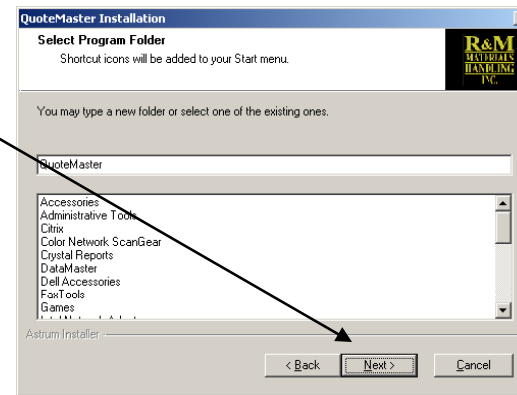 QuoteMaster Installation
Select Program Folder
Shortcut icons will be added to your Start menu.
R&M
MATERIALS
HANDLING
INC.
You may type a new folder or select one of the existing ones.
QuoteMaster
Accessories
Administrative Tools
Citrix
Color Network ScanGear
Crystal Reports
DataMaster
Dell Accessories
FaxTools
Games
Astrum Installer
< Back
Next >
Cancel